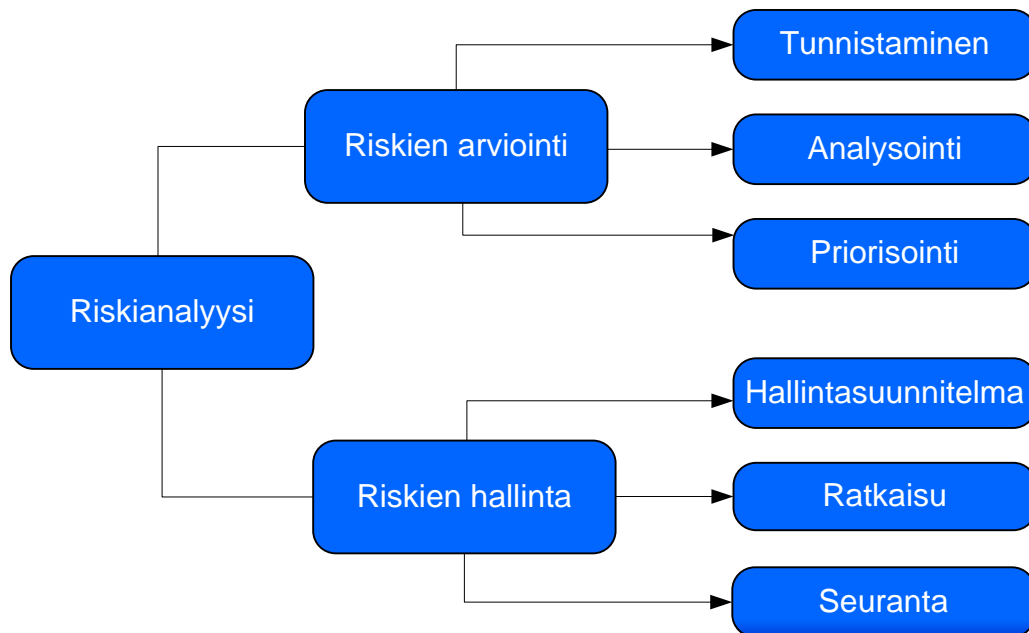 Riskianalyysi
Riskien arviointi
Tunnistaminen
Analysointi
Priorisointi
Riskien hallinta
Hallintasuunnitelma
Ratkaisu
Seuranta